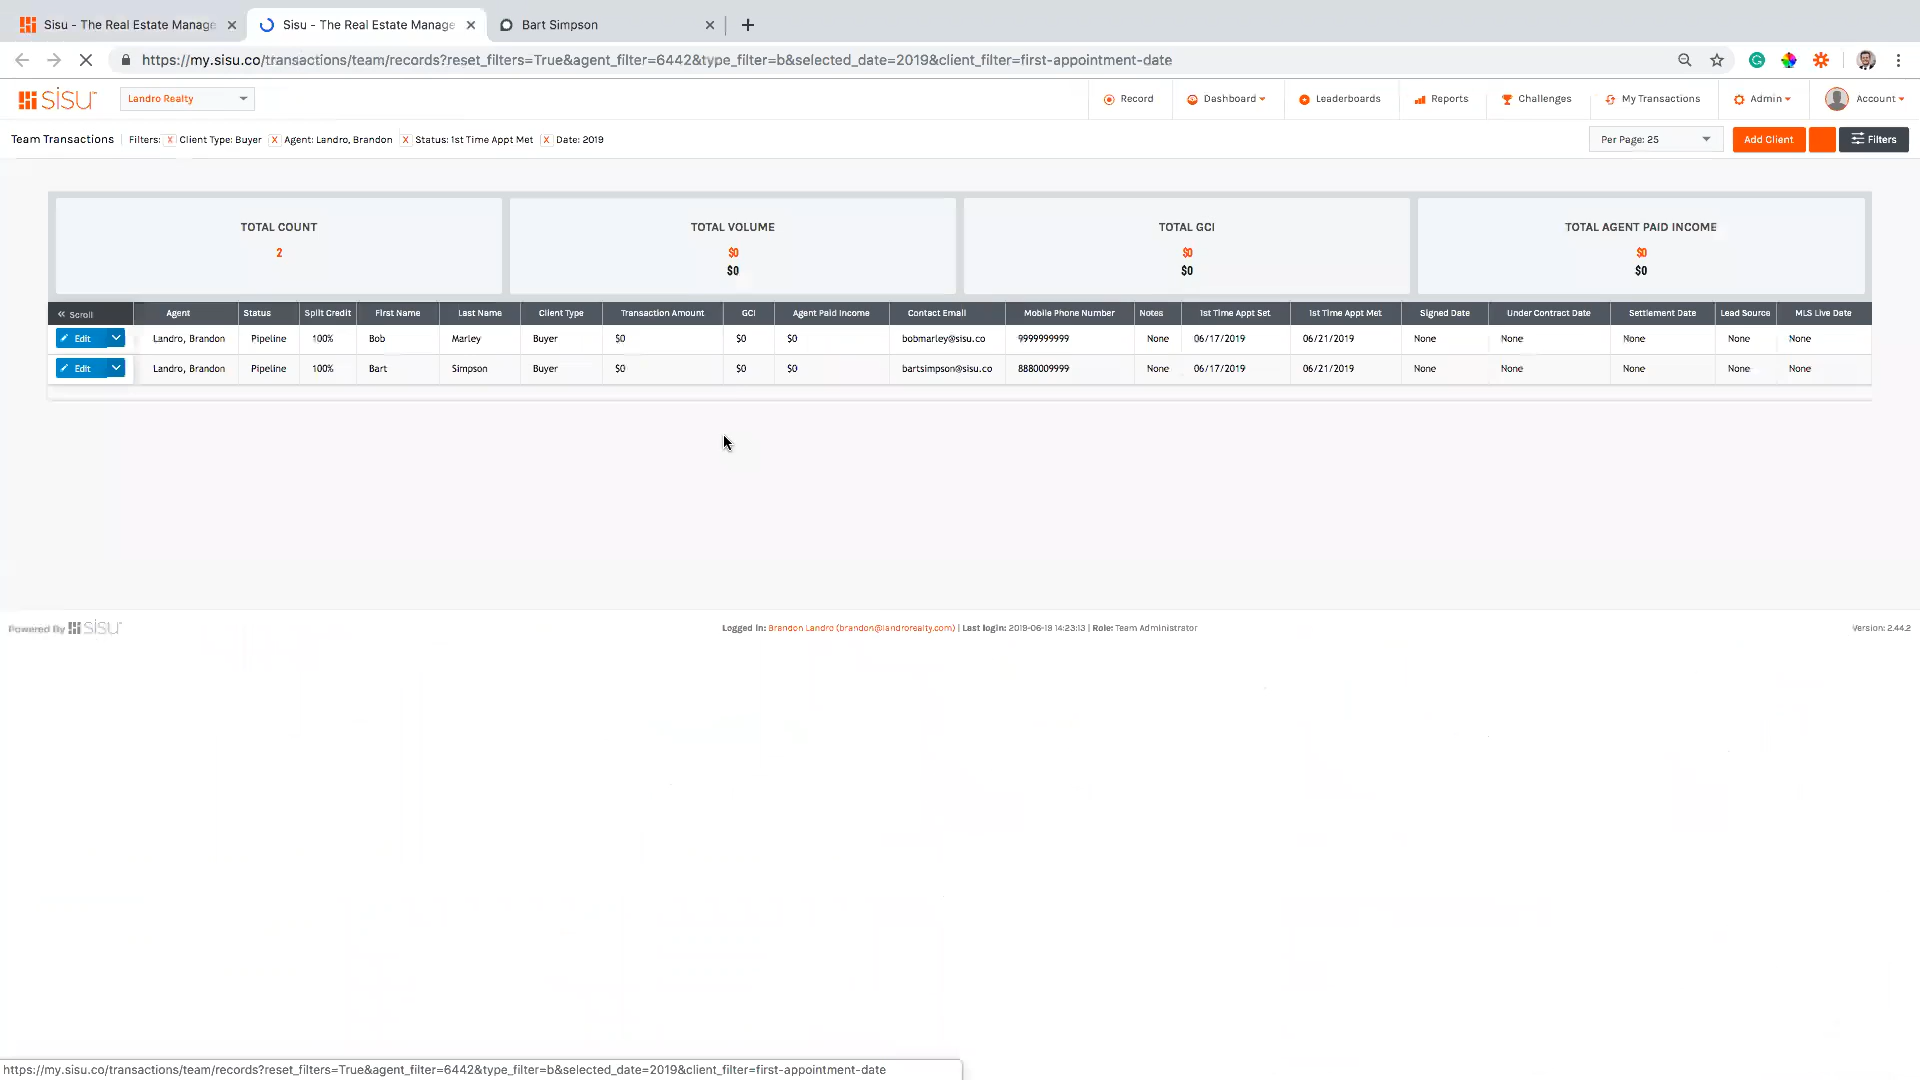 Sisu - The Real Estate Manage
Sisu - The Real Estate Manage
Bart Simpson
https://my.sisu.co/transactions/team/records?reset_filters=True&agent_filter=6442&type_filter=b&selected_date=2019&client_filter=first-appointment-date
sisu
Landro Realty
Record
Dashboard
Leaderboards
Reports
Challenges
My Transactions
Admin
Account
Team Transactions
Filters: X Client Type: Buyer X Agent: Landro, Brandon X Status: 1st Time Appt Met X Date: 2019
Per Page: 25
Add Client
Filters
TOTAL COUNT
2
TOTAL VOLUME
$0
$0
TOTAL GCI
$0
$0
TOTAL AGENT PAID INCOME
$0
$0
« Scroll Agent Status Split Credit First Name Last Name Client Type Transaction Amount GCI Agent Paid Income Contact Email Mobile Phone Number Notes 1st Time Appt Set 1st Time Appt Met Signed Date Under Contract Date Settlement Date Lead Source MLS Live Date
Edit Landro, Brandon Pipeline 100% Bob Marley Buyer $0 $0 $0 bobmarley@sisu.co 9999999999 None 06/17/2019 06/21/2019 None None None None None
Edit Landro, Brandon Pipeline 100% Bart Simpson Buyer $0 $0 $0 bartsimpson@sisu.co 8880009999 None 06/17/2019 06/21/2019 None None None None None
Powered By sisu
Logged in: Brandon Landro (brandon@landrorealty.com) | Last login: 2019-06-19 14:23:13 | Role: Team Administrator
Version: 2.44.2
https://my.sisu.co/transactions/team/records?reset_filters=True&agent_filter=6442&type_filter=b&selected_date=2019&client_filter=first-appointment-date